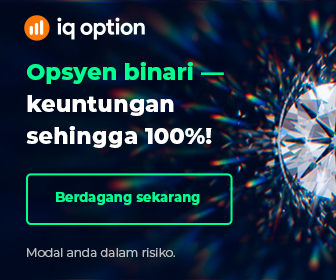 iq option
Opsyen binari —
keuntungan
sehingga 100%!
Berdagang sekarang
Modal anda dalam risiko.